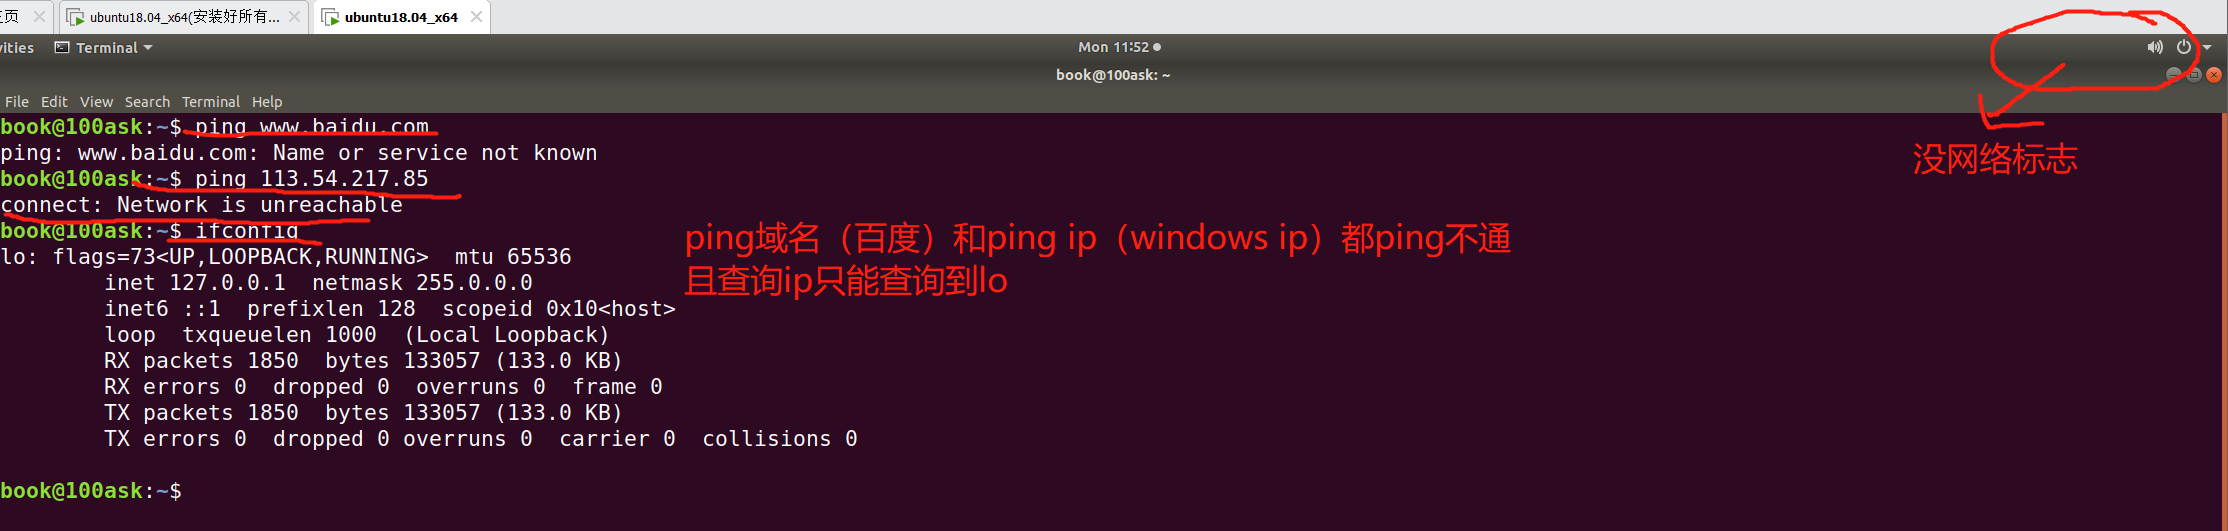 主页
ubuntu18.04_x64(安装好所有...
ubuntu18.04_x64
vities
Terminal
Mon 11:52
book@100ask: ~
File Edit View Search Terminal Help
book@100ask:~$ ping www.baidu.com
ping: www.baidu.com: Name or service not known
book@100ask:~$ ping 113.54.217.85
connect: Network is unreachable
book@100ask:~$ ifconfig
lo: flags=73<UP,LOOPBACK,RUNNING>  mtu 65536
inet 127.0.0.1  netmask 255.0.0.0
inet6 ::1  prefixlen 128  scopeid 0x10<host>
loop  txqueuelen 1000  (Local Loopback)
RX packets 1850  bytes 133057 (133.0 KB)
RX errors 0  dropped 0  overruns 0  frame 0
TX packets 1850  bytes 133057 (133.0 KB)
TX errors 0  dropped 0 overruns 0  carrier 0  collisions 0
book@100ask:~$
没网络标志
ping域名（百度）和ping ip（windows ip）都ping不通
且查询ip只能查询到lo